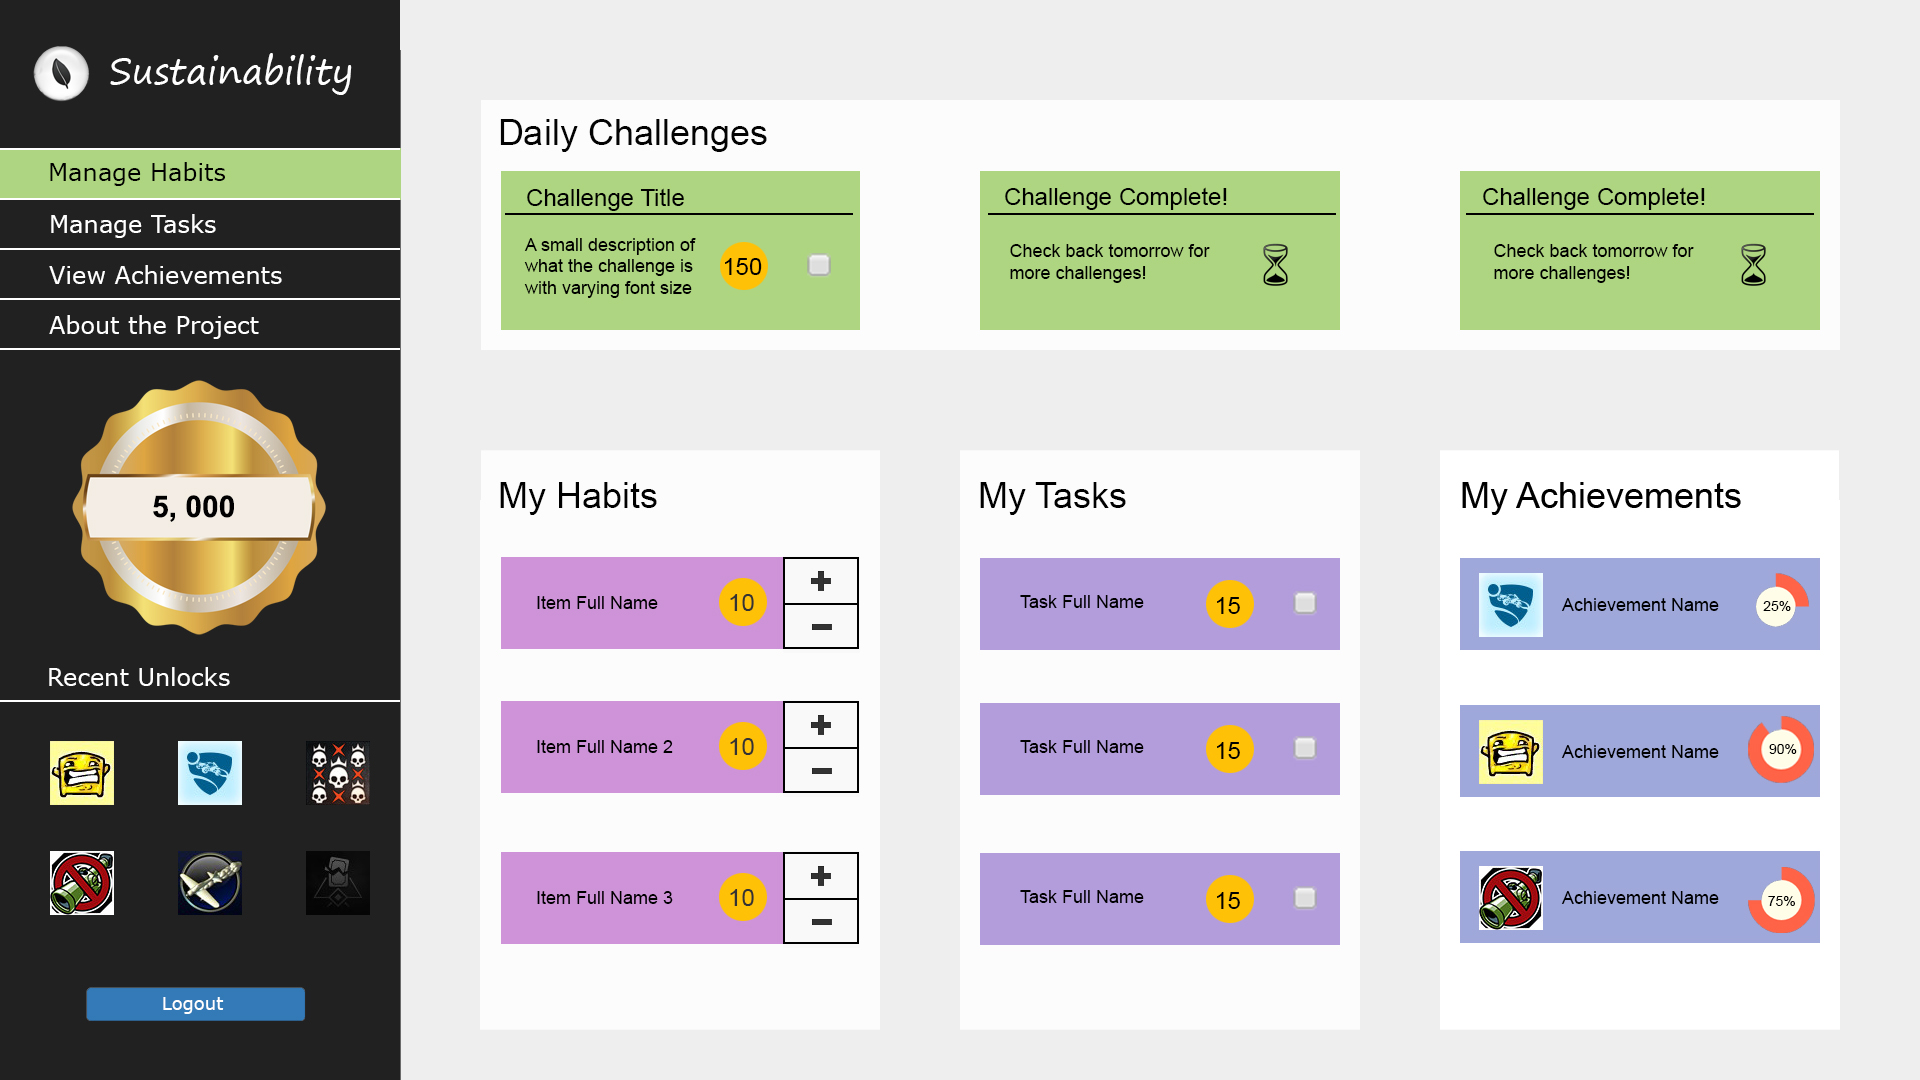 Sustainability
Manage Habits
Manage Tasks
View Achievements
About the Project
5, 000
Recent Unlocks
Logout
Daily Challenges
Challenge Title
A small description of
what the challenge is
with varying font size
150
Challenge Complete!
Check back tomorrow for
more challenges!
Challenge Complete!
Check back tomorrow for
more challenges!
My Habits
Item Full Name
10
+
−
Item Full Name 2
10
+
−
Item Full Name 3
10
+
−
My Tasks
Task Full Name
15
Task Full Name
15
Task Full Name
15
My Achievements
Achievement Name
25%
Achievement Name
90%
Achievement Name
75%